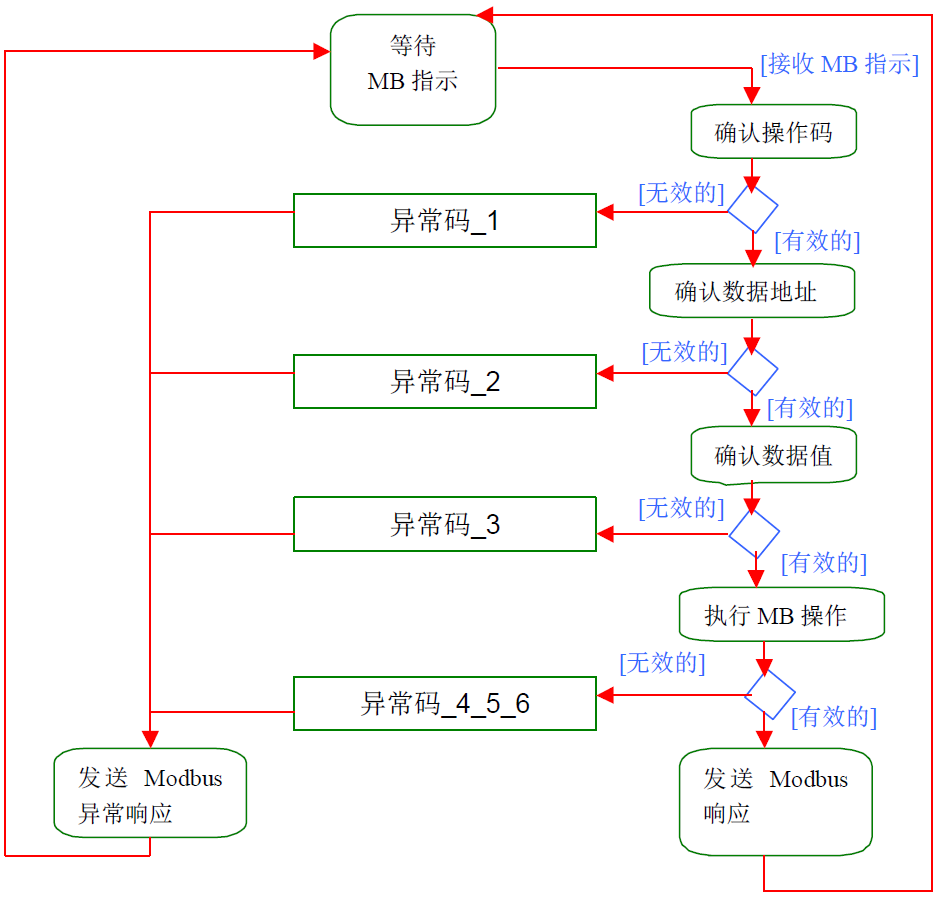 等待
MB 指示
[接收 MB 指示]
确认操作码
[无效的]
异常码_1
[有效的]
确认数据地址
[无效的]
异常码_2
[有效的]
确认数据值
[无效的]
异常码_3
[有效的]
执行 MB 操作
[无效的]
异常码_4_5_6
[有效的]
发送 Modbus
异常响应
发送 Modbus
响应